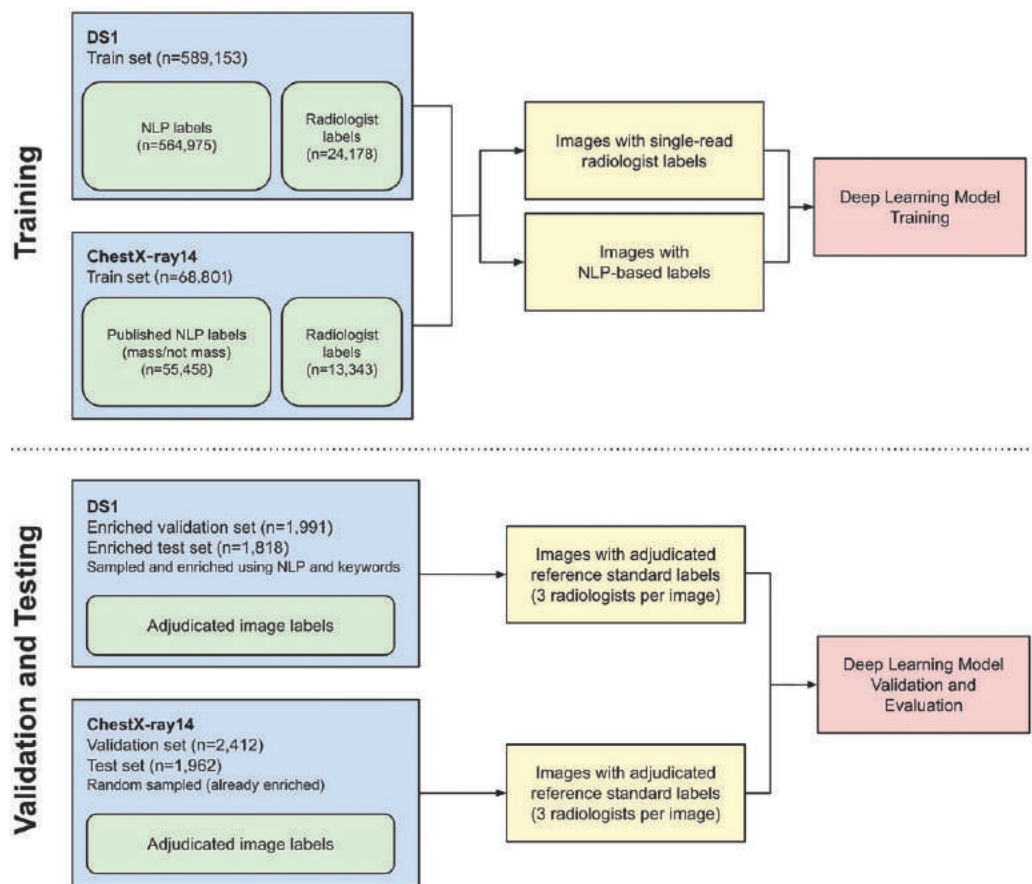 Training
DS1
Train set (n=589,153)
NLP labels
(n=564,975)
Radiologist
labels
(n=24,178)
ChestX-ray14
Train set (n=68,801)
Published NLP labels
(mass/not mass)
(n=55,458)
Radiologist
labels
(n=13,343)
Images with single-read
radiologist labels
Images with
NLP-based labels
Deep Learning Model
Training
Validation and Testing
DS1
Enriched validation set (n=1,991)
Enriched test set (n=1,818)
Sampled and enriched using NLP and keywords
Adjudicated image labels
ChestX-ray14
Validation set (n=2,412)
Test set (n=1,962)
Random sampled (already enriched)
Adjudicated image labels
Images with adjudicated
reference standard labels
(3 radiologists per image)
Images with adjudicated
reference standard labels
(3 radiologists per image)
Deep Learning Model
Validation and
Evaluation